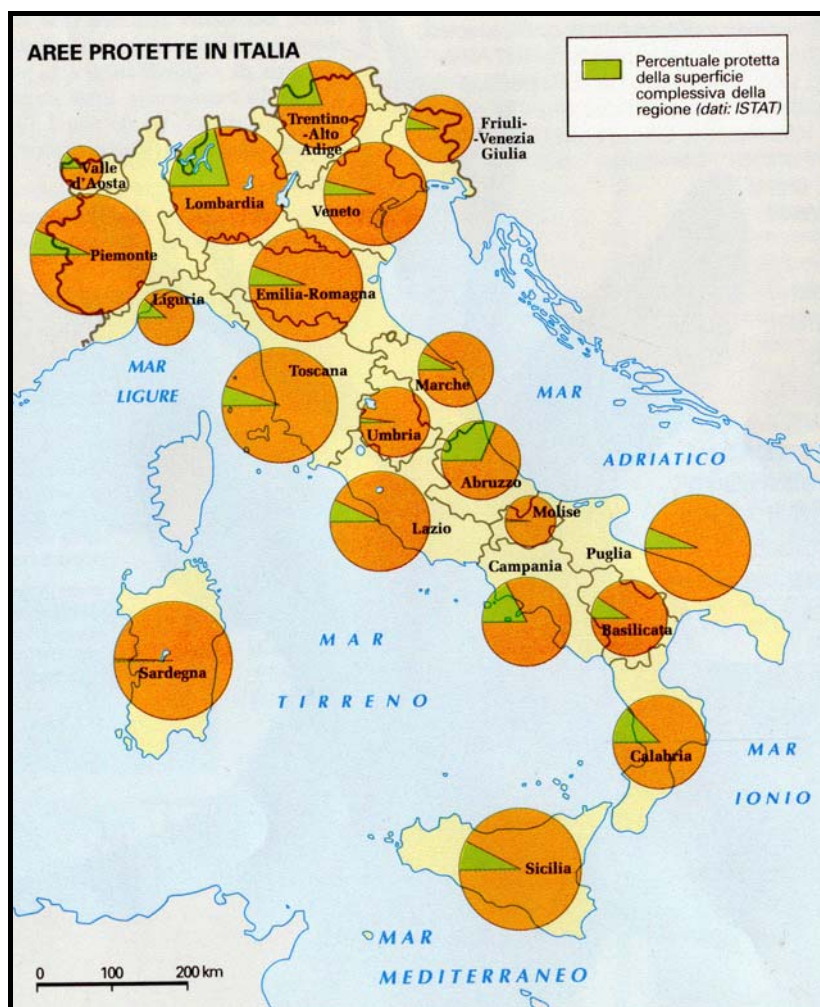 AREE PROTETTE IN ITALIA
Percentuale protetta
della superficie
complessiva della
regione (dati: ISTAT)
Trentino-
-Alto
Adige
Friuli-
-Venezia
Giulia
Valle
d'Aosta
Lombardia
Veneto
Piemonte
Emilia-Romagna
Liguria
MAR
LIGURE
Toscana
Marche
MAR
ADRIATICO
Umbria
Abruzzo
Lazio
Molise
Puglia
Campania
Basilicata
Sardegna
MAR
TIRRENO
Calabria
MAR
IONIO
Sicilia
MAR
MEDITERRANEO
0 100 200 km